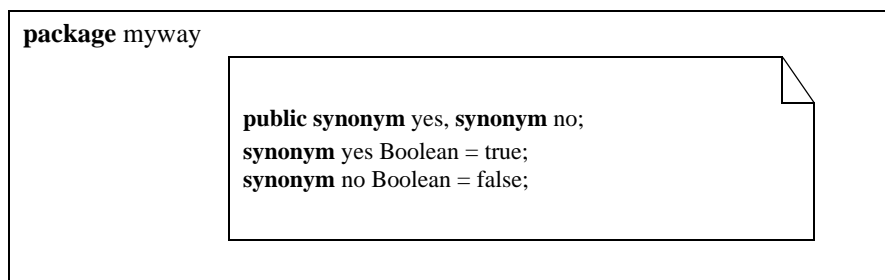 package myway
public synonym yes, synonym no;
synonym yes Boolean = true;
synonym no Boolean = false;